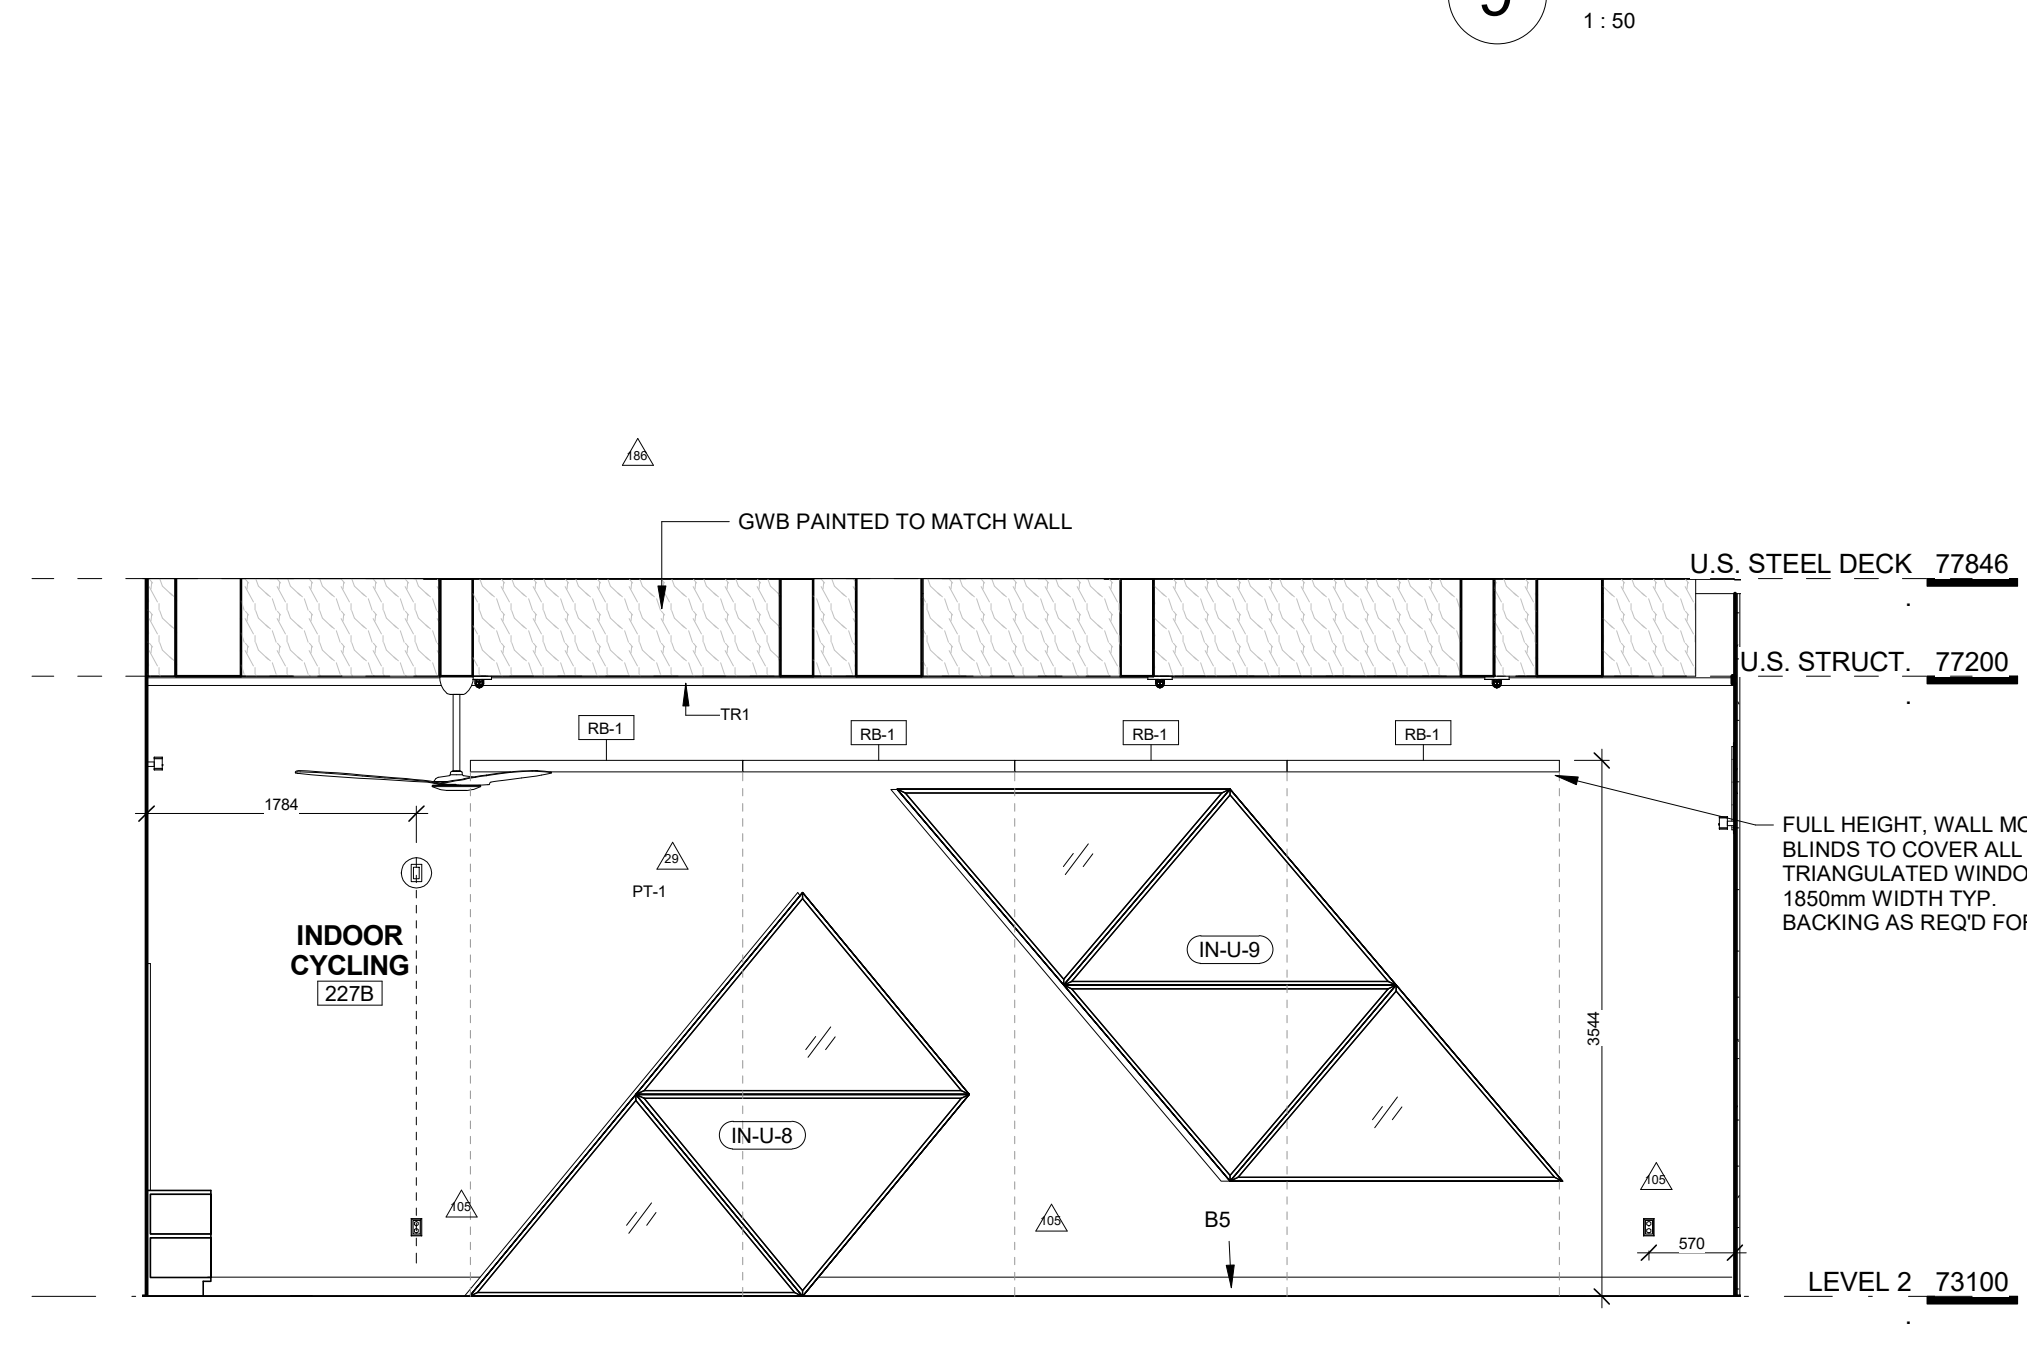 1 : 50
186
GWB PAINTED TO MATCH WALL
U.S. STEEL DECK 77846
U.S. STRUCT. 77200
TR1
RB-1
RB-1
RB-1
RB-1
1784
FULL HEIGHT, WALL MO
BLINDS TO COVER ALL
TRIANGULATED WINDO
1850mm WIDTH TYP.
BACKING AS REQ'D FOR
29
PT-1
INDOOR
CYCLING
227B
IN-U-9
3544
IN-U-8
105
105
105
B5
570
LEVEL 2 73100